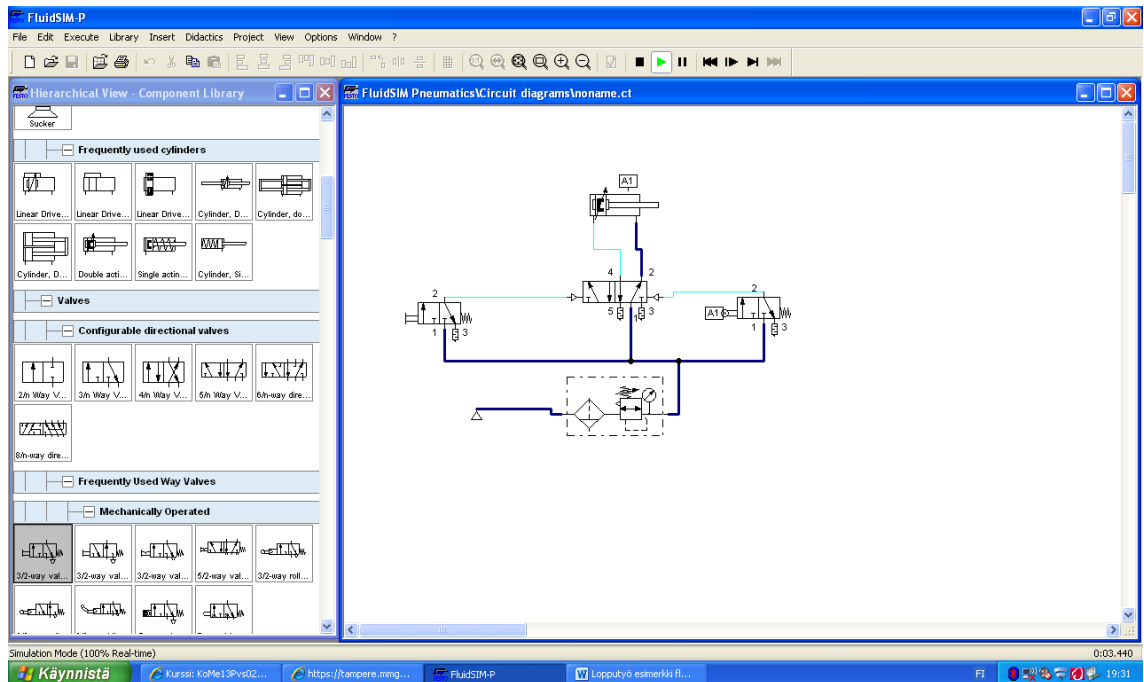 FluidSIM-P
File Edit Execute Library Insert Didactics Project View Options Window ?
Hierarchical View - Component Library
Sucker
Frequently used cylinders
Linear Drive... Linear Drive... Linear Drive... Cylinder, D... Cylinder, do...
Cylinder, D... Double acti... Single actin... Cylinder, Si...
Valves
Configurable directional valves
2/n Way V... 3/n Way V... 4/n Way V... 5/n Way V... 6/n-way dire...
8/n-way dire...
Frequently Used Way Valves
Mechanically Operated
3/2-way val... 3/2-way val... 3/2-way val... 5/2-way val... 3/2-way roll...
FluidSIM Pneumatics\Circuit diagrams\noname.ct
A1
4 2
2
2
5 1 3
A1
1 3
1 3
Simulation Mode (100% Real-time)
0:03.440
Käynnistä
Kurssi: KoMe13Pvs02...
https://tampere.mmg...
FluidSIM-P
Lopputyö esimerkki fl...
FI
19:31